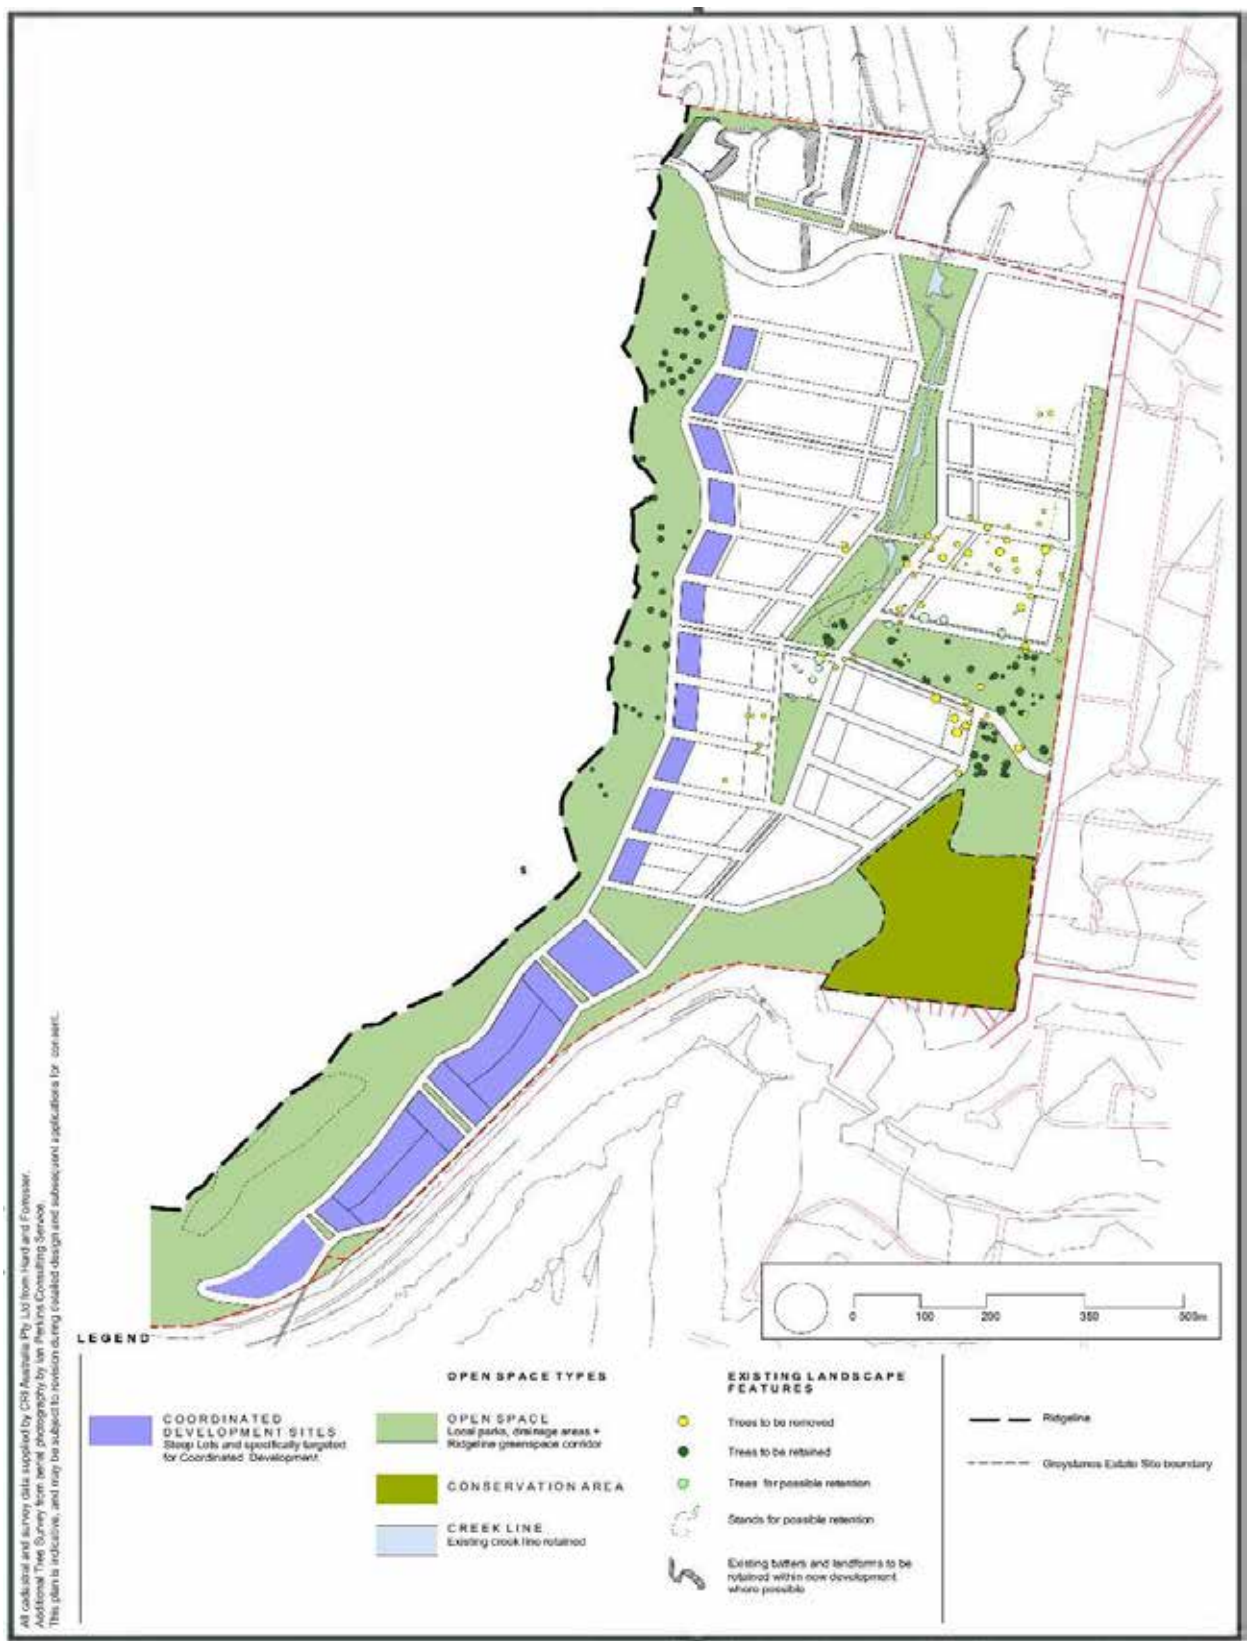 All cadastral and survey data supplied by CRI Australia Pty Ltd from Hard and Forrester.
Additional Tree Survey from aerial photography by Ian Perkins Consulting Service.
This plan is indicative, and may be subject to revision during detailed design and subsequent applications for consent.
S
0 100 200 350 500m
LEGEND
COORDINATED
DEVELOPMENT SITES
Steep Lots and specifically targeted
for Coordinated Development
OPEN SPACE TYPES
OPEN SPACE
Local parks, drainage areas +
Ridgeline greenspace corridor
CONSERVATION AREA
CREEK LINE
Existing creek line retained
EXISTING LANDSCAPE
FEATURES
Trees to be removed
Trees to be retained
Trees for possible retention
Stands for possible retention
Existing batters and landforms to be
retained within new development
where possible
Ridgeline
Greystanes Estate Site boundary